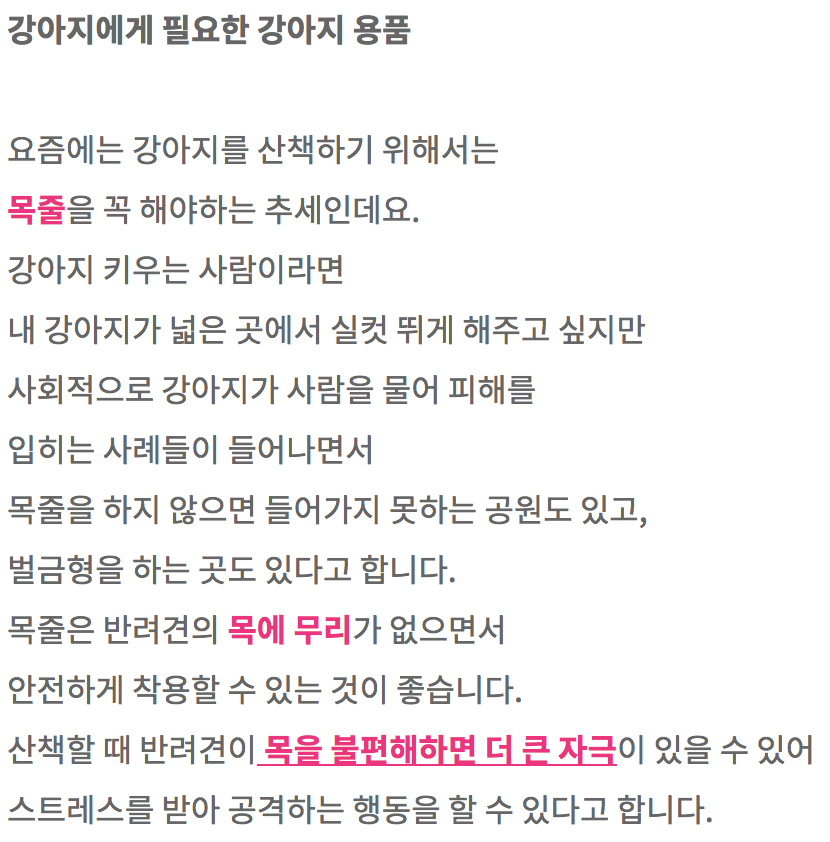 강아지에게 필요한 강아지 용품
요즘에는 강아지를 산책하기 위해서는
목줄을 꼭 해야하는 추세인데요.
강아지 키우는 사람이라면
내 강아지가 넓은 곳에서 실컷 뛰게 해주고 싶지만
사회적으로 강아지가 사람을 물어 피해를
입히는 사례들이 들어나면서
목줄을 하지 않으면 들어가지 못하는 공원도 있고,
벌금형을 하는 곳도 있다고 합니다.
목줄은 반려견의 목에 무리가 없으면서
안전하게 착용할 수 있는 것이 좋습니다.
산책할 때 반려견이 목을 불편해하면 더 큰 자극이 있을 수 있어
스트레스를 받아 공격하는 행동을 할 수 있다고 합니다.